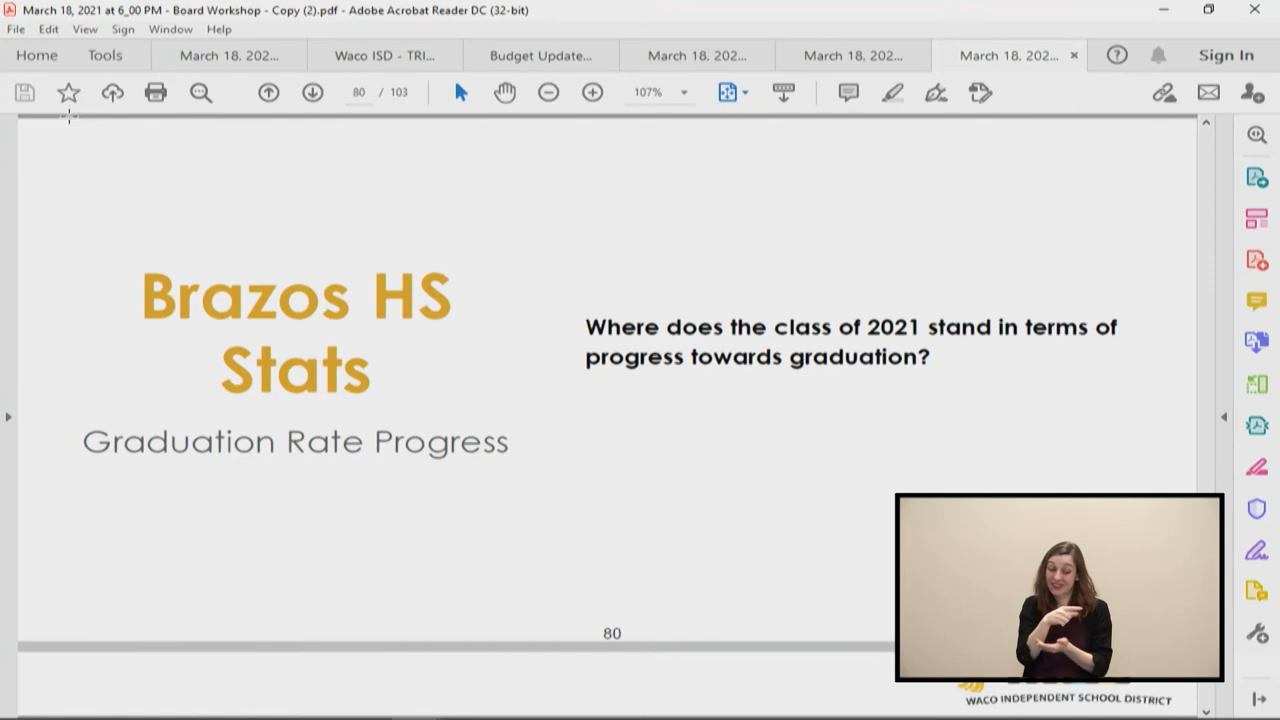 March 18, 2021 at 6_00 PM - Board Workshop - Copy (2).pdf - Adobe Acrobat Reader DC (32-bit)
File Edit View Sign Window Help
Home Tools March 18, 202... Waco ISD - TRI... Budget Update... March 18, 202... March 18, 202... March 18, 202... × Sign In
80 / 103 107%
Brazos HS
Stats
Graduation Rate Progress
Where does the class of 2021 stand in terms of
progress towards graduation?
80
WACO INDEPENDENT SCHOOL DISTRICT